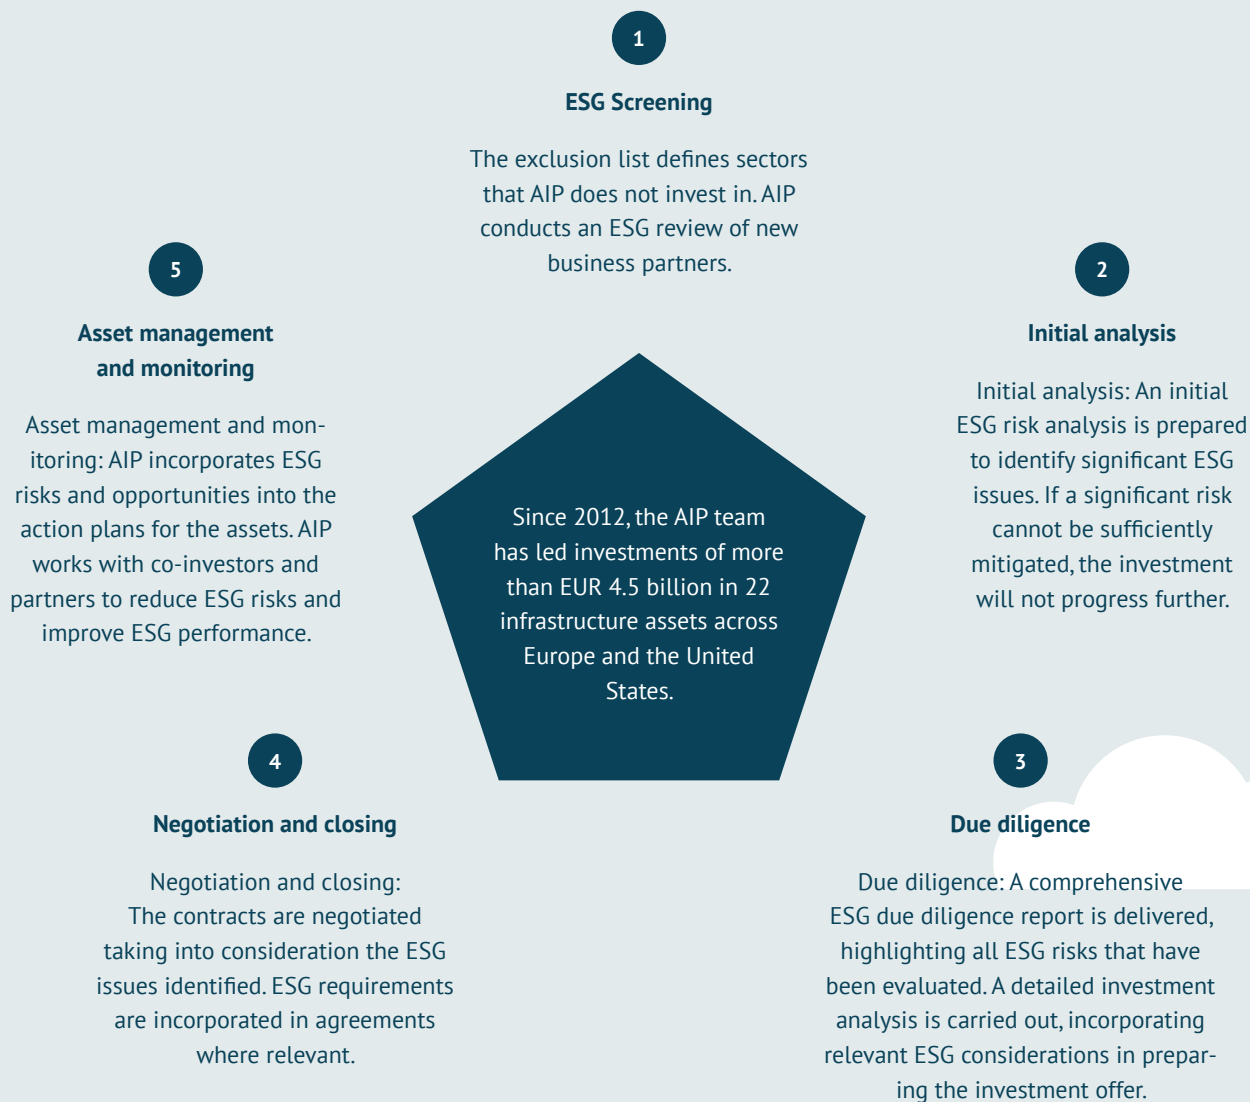 1
ESG Screening
The exclusion list defines sectors
that AIP does not invest in. AIP
conducts an ESG review of new
business partners.
2
Initial analysis
Initial analysis: An initial
ESG risk analysis is prepared
to identify significant ESG
issues. If a significant risk
cannot be sufficiently
mitigated, the investment
will not progress further.
3
Due diligence
Due diligence: A comprehensive
ESG due diligence report is delivered,
highlighting all ESG risks that have
been evaluated. A detailed investment
analysis is carried out, incorporating
relevant ESG considerations in prepar-
ing the investment offer.
4
Negotiation and closing
Negotiation and closing:
The contracts are negotiated
taking into consideration the ESG
issues identified. ESG requirements
are incorporated in agreements
where relevant.
5
Asset management
and monitoring
Asset management and mon-
itoring: AIP incorporates ESG
risks and opportunities into the
action plans for the assets. AIP
works with co-investors and
partners to reduce ESG risks and
improve ESG performance.
Since 2012, the AIP team
has led investments of more
than EUR 4.5 billion in 22
infrastructure assets across
Europe and the United
States.